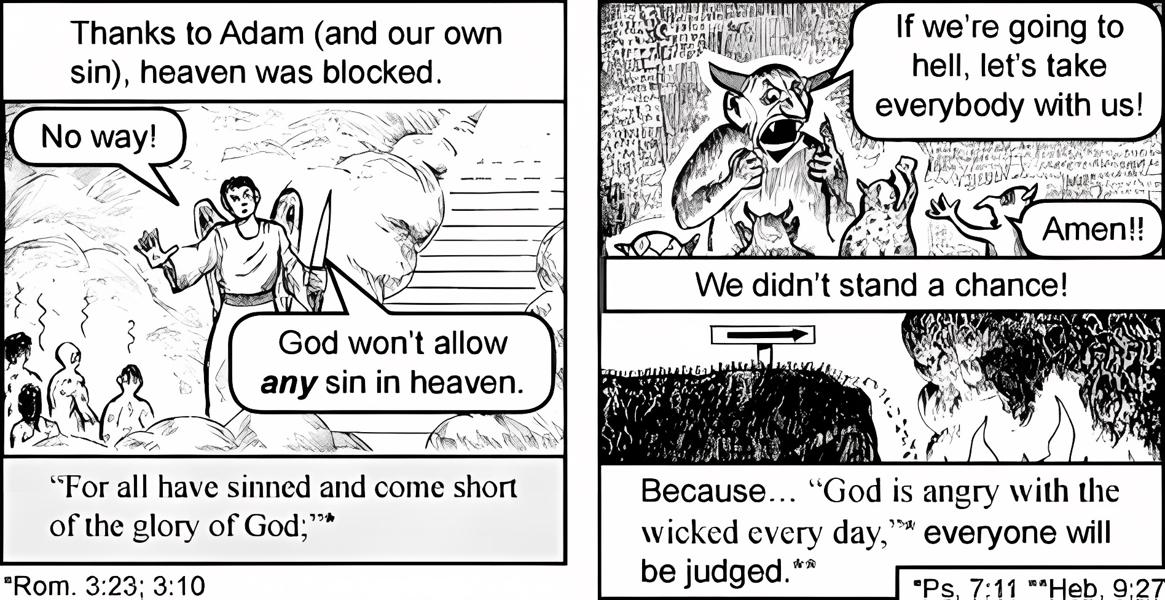 Thanks to Adam (and our own
sin), heaven was blocked.
No way!
God won't allow
any sin in heaven.
“For all have sinned and come short
of the glory of God;”*
*Rom. 3:23; 3:10
If we're going to
hell, let's take
everybody with us!
Amen!!
We didn't stand a chance!
Because... “God is angry with the
wicked every day,”* everyone will
be judged.**
*Ps. 7:11 **Heb. 9:27